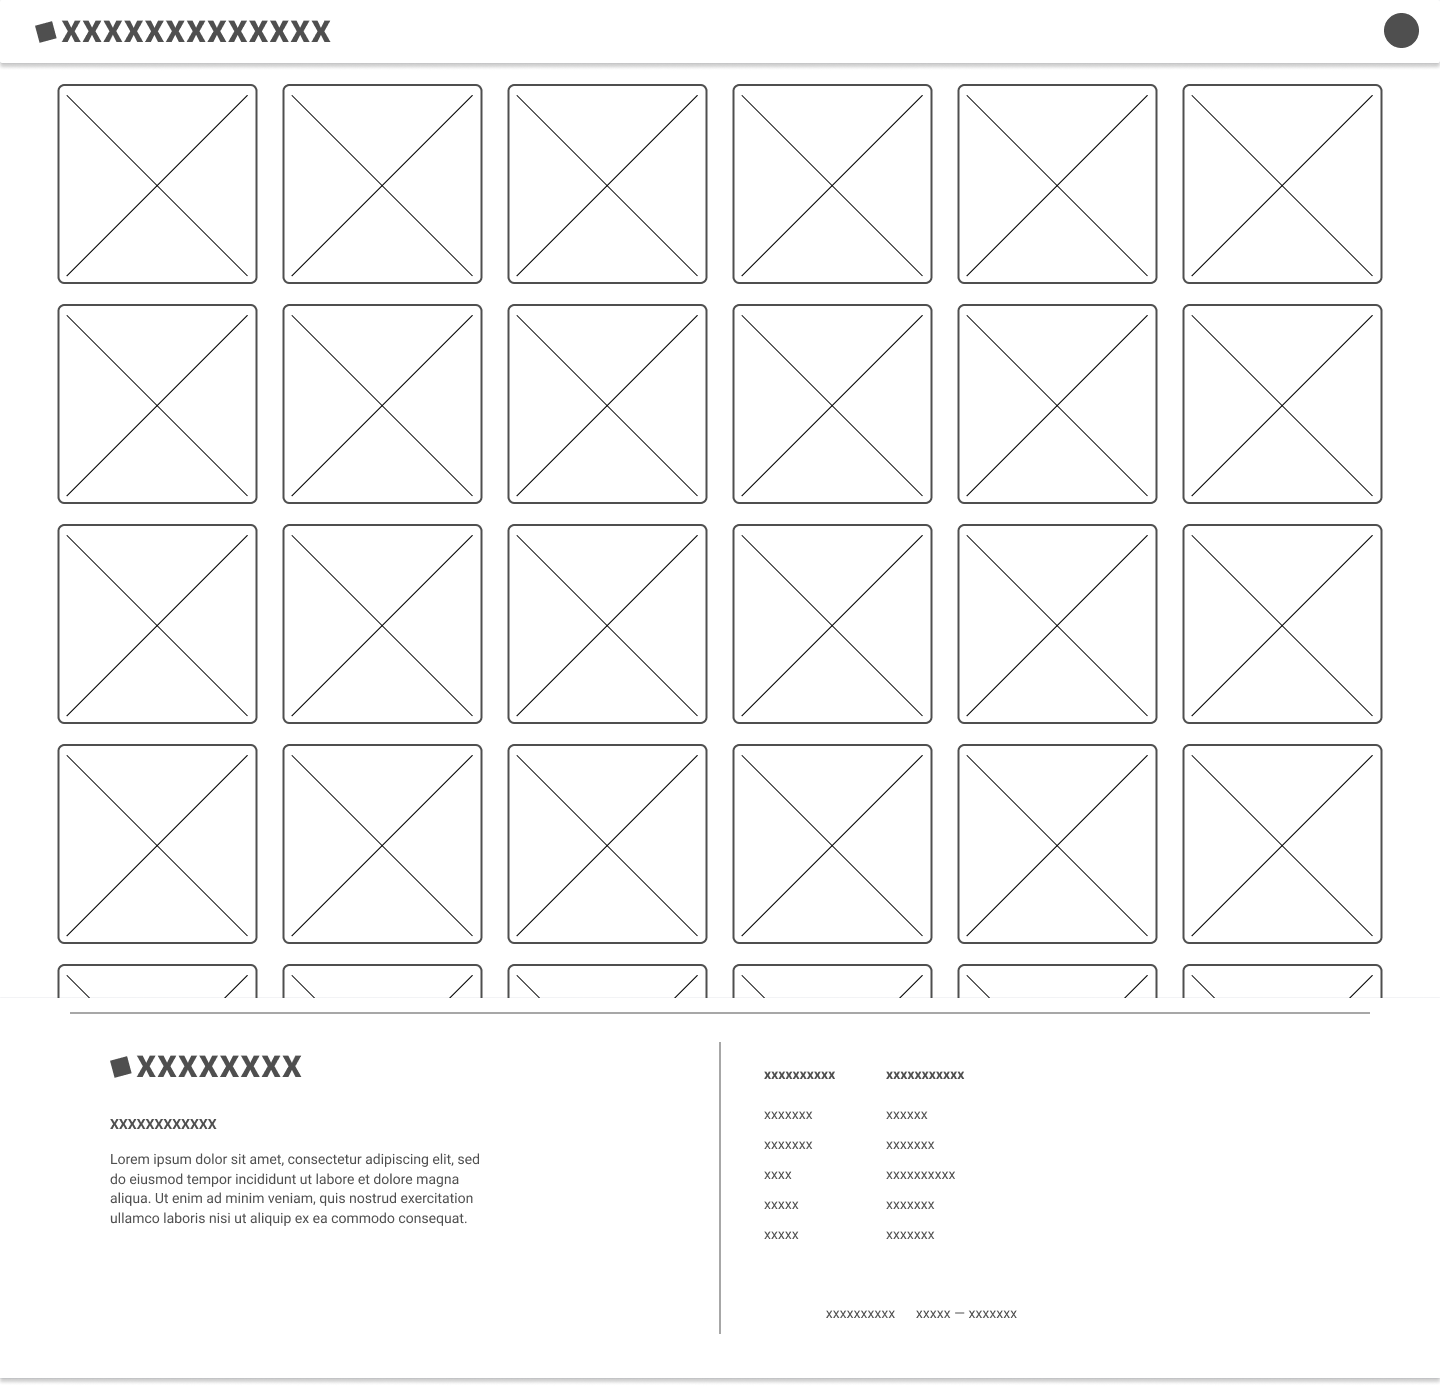 XXXXXXXXXXXXX
XXXXXXXX
XXXXXXXXXXXX
Lorem ipsum dolor sit amet, consectetur adipiscing elit, sed
do eiusmod tempor incididunt ut labore et dolore magna
aliqua. Ut enim ad minim veniam, quis nostrud exercitation
ullamco laboris nisi ut aliquip ex ea commodo consequat.
xxxxxxxxxx
xxxxxxx
xxxxxxx
xxxx
xxxxx
xxxxx
xxxxxxxxxxx
xxxxxx
xxxxxxx
xxxxxxxxxx
xxxxxxx
xxxxxxx
xxxxxxxxxx xxxxx — xxxxxxx